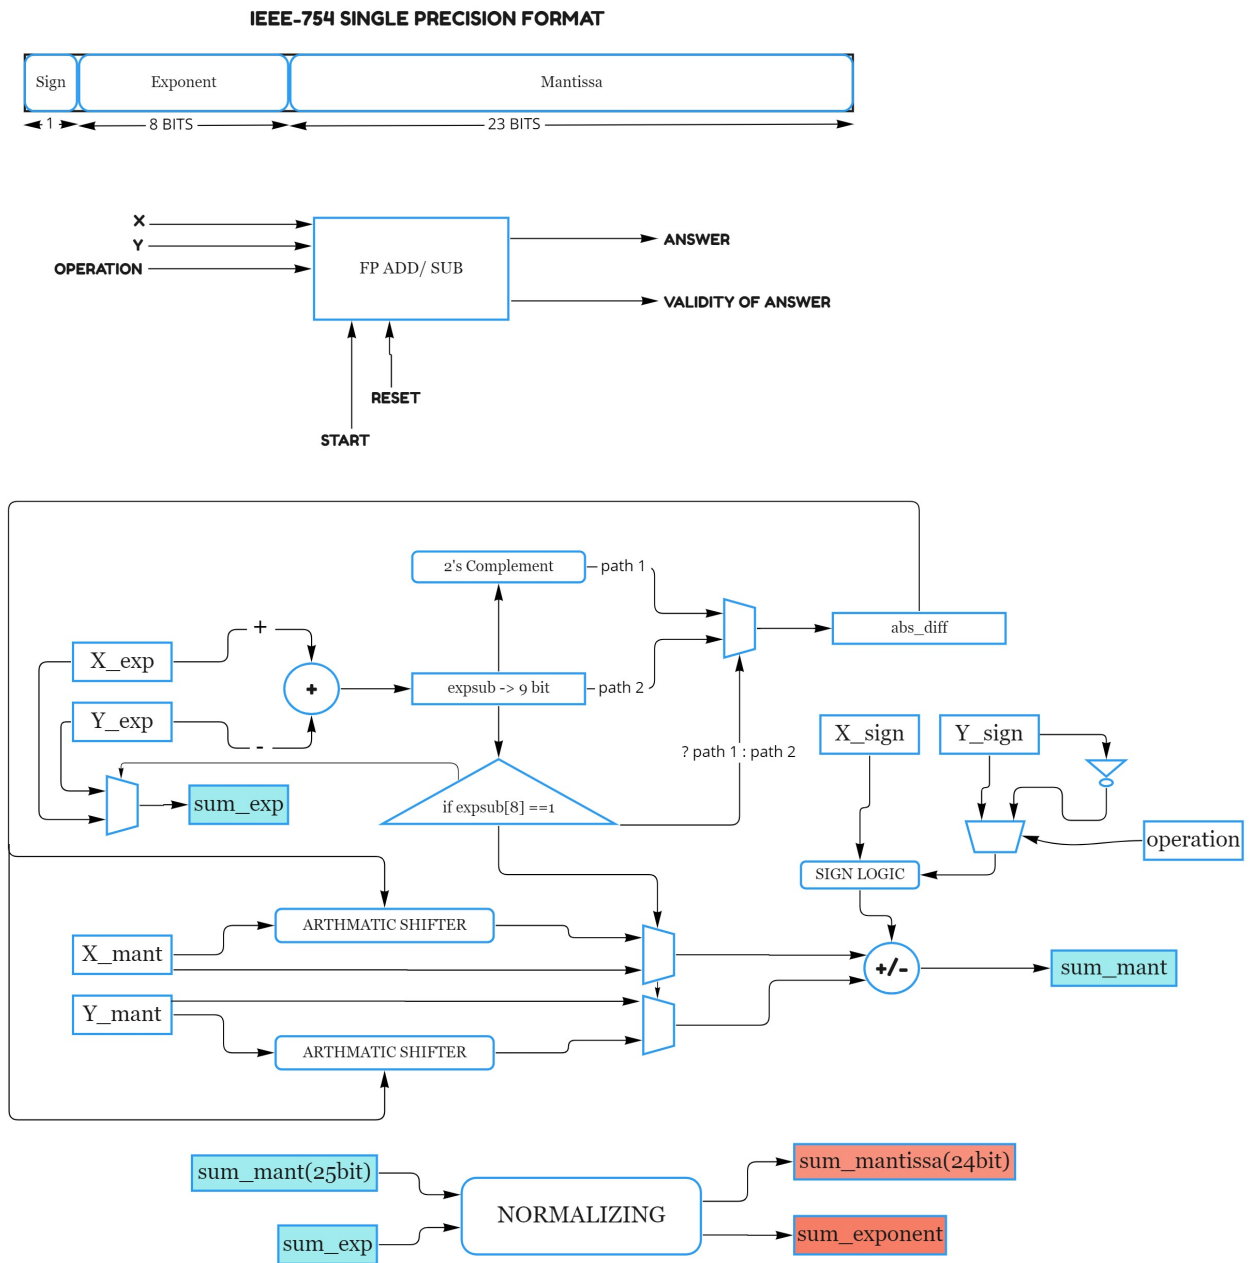 IEEE-754 SINGLE PRECISION FORMAT
Sign
Exponent
Mantissa
1
8 BITS
23 BITS
X
Y
OPERATION
FP ADD/ SUB
ANSWER
VALIDITY OF ANSWER
RESET
START
2's Complement
path 1
+
abs_diff
X_exp
+
expsub -> 9 bit
path 2
Y_exp
-
? path 1 : path 2
X_sign
Y_sign
sum_exp
if expsub[8] ==1
operation
SIGN LOGIC
ARTHMATIC SHIFTER
X_mant
+/-
sum_mant
Y_mant
ARTHMATIC SHIFTER
sum_mant(25bit)
sum_mantissa(24bit)
NORMALIZING
sum_exp
sum_exponent